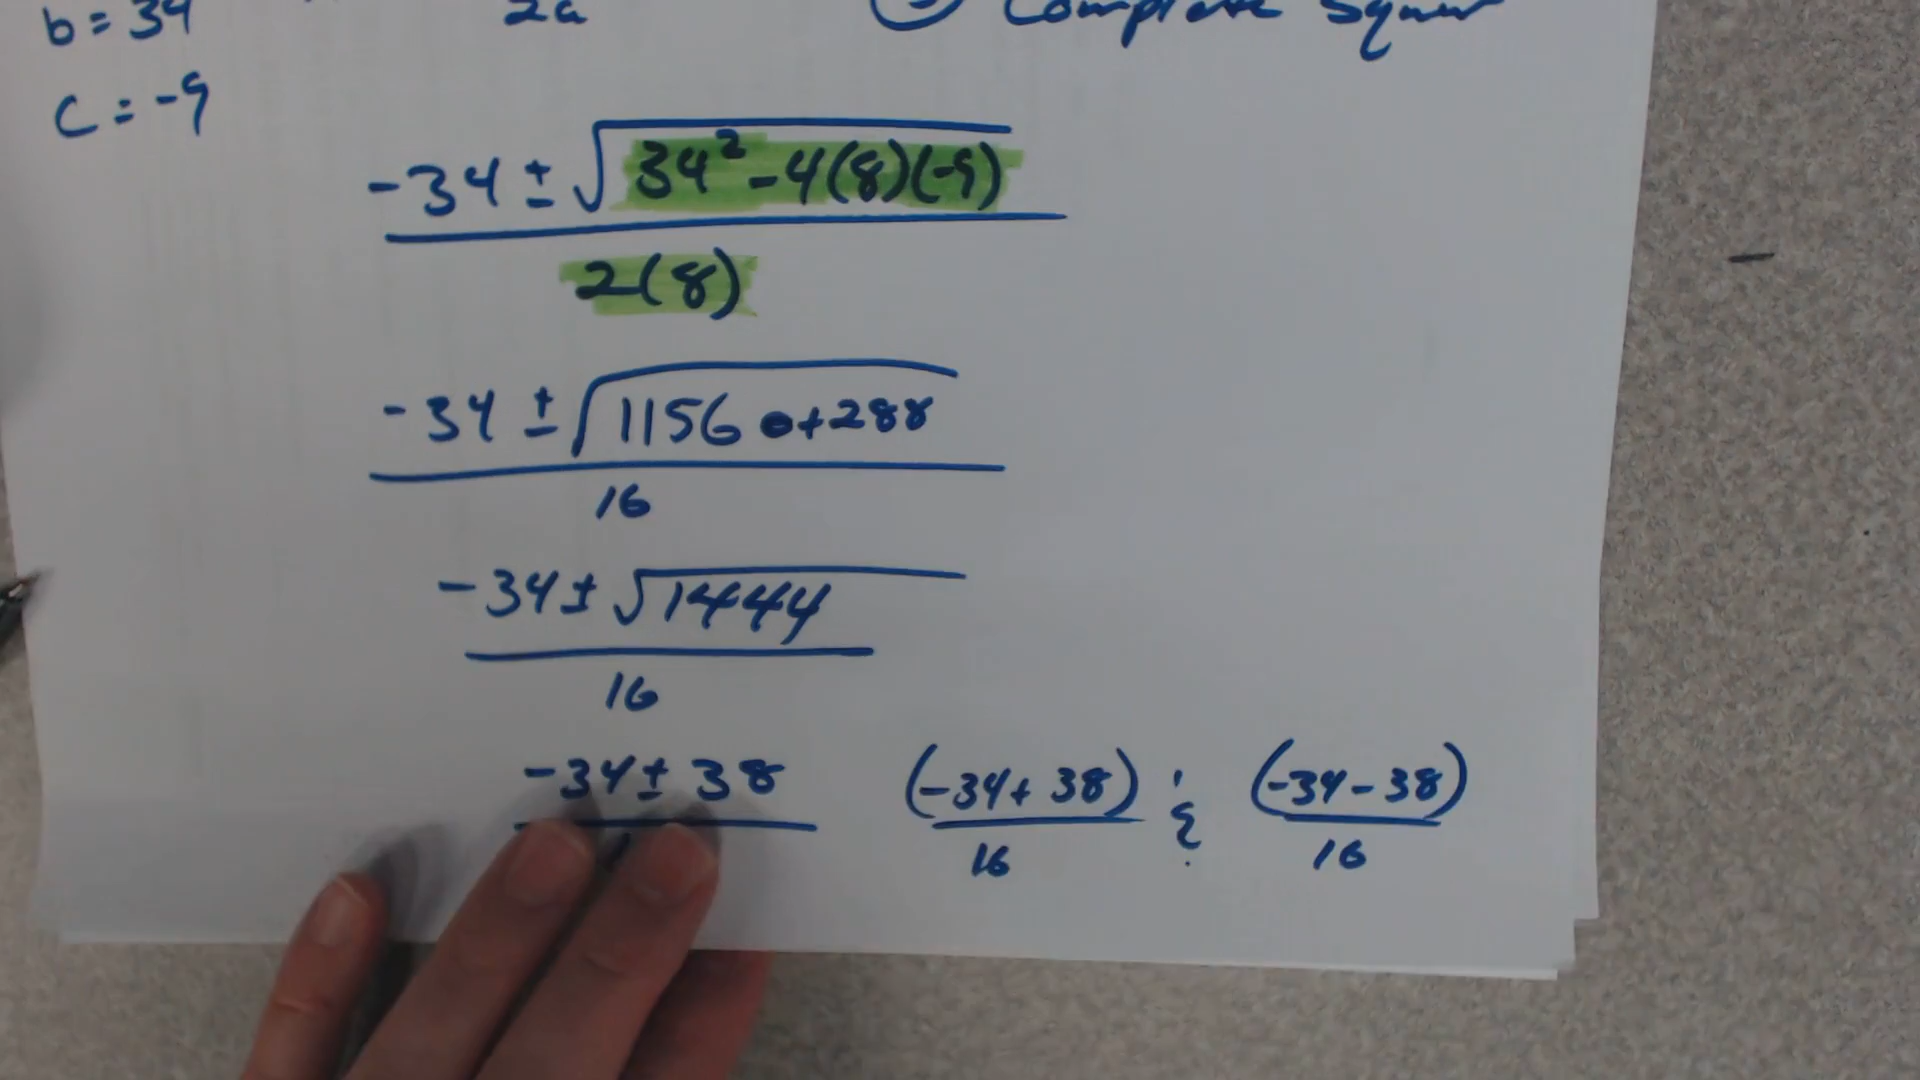 b = 34
2a
Complete Square
c = -9
-34 ± √34² - 4(8)(-9)
2(8)
-34 ± √1156 + 288
16
-34 ± √1444
16
-34 ± 38 (-34 + 38) & (-34 - 38)
16 16